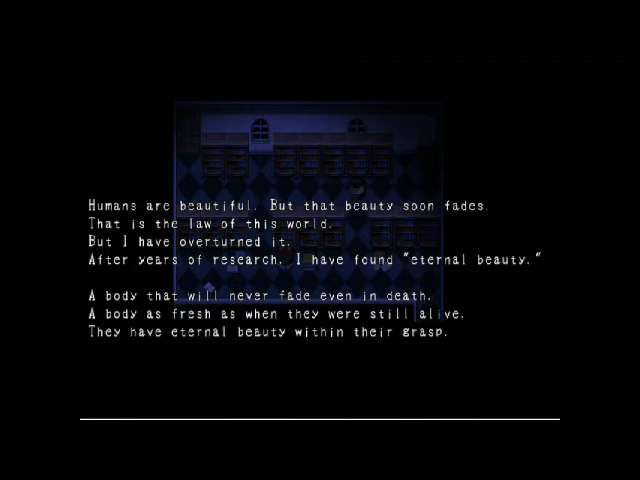 Humans are beautiful. But that beauty soon fades.
That is the law of this world.
But I have overturned it.
After years of research, I have found "eternal beauty."
A body that will never fade even in death.
A body as fresh as when they were still alive.
They have eternal beauty within their grasp.